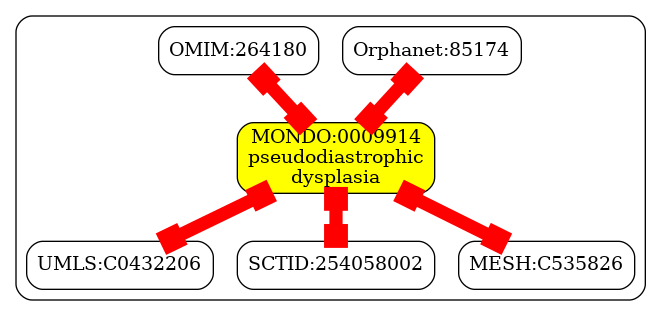 OMIM:264180
Orphanet:85174
MONDO:0009914
pseudodiastrophic
dysplasia
UMLS:C0432206
SCTID:254058002
MESH:C535826